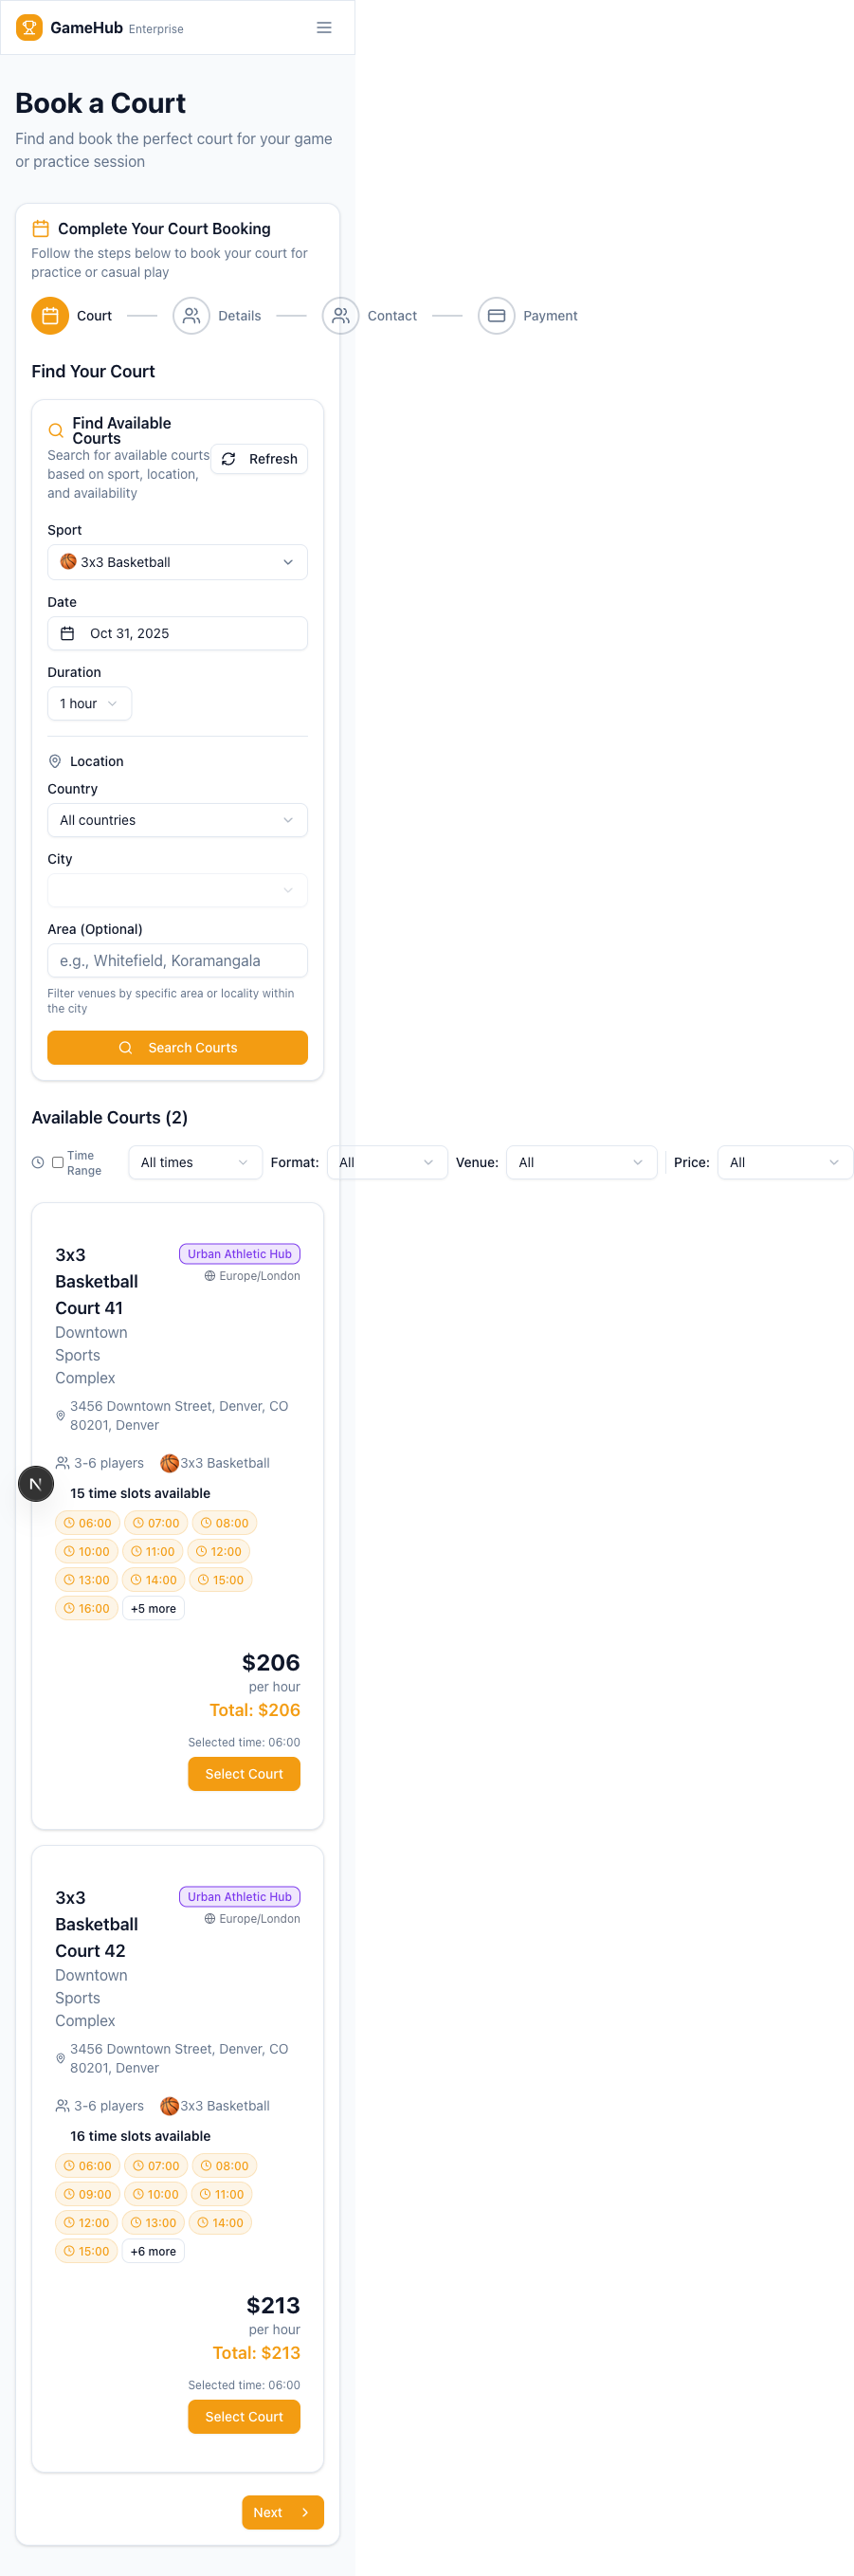 GameHub Enterprise
Book a Court
Find and book the perfect court for your game
or practice session
Complete Your Court Booking
Follow the steps below to book your court for
practice or casual play
Court Details Contact Payment
Find Your Court
Find Available
Courts
Search for available courts
based on sport, location,
and availability
Refresh
Sport
3x3 Basketball
Date
Oct 31, 2025
Duration
1 hour
Location
Country
All countries
City
Area (Optional)
e.g., Whitefield, Koramangala
Filter venues by specific area or locality within
the city
Search Courts
Available Courts (2)
Time
Range
All times Format: All Venue: All Price: All
3x3
Basketball
Court 41
Urban Athletic Hub
Europe/London
Downtown
Sports
Complex
3456 Downtown Street, Denver, CO
80201, Denver
3-6 players 3x3 Basketball
N
15 time slots available
06:00 07:00 08:00
10:00 11:00 12:00
13:00 14:00 15:00
16:00 +5 more
$206
per hour
Total: $206
Selected time: 06:00
Select Court
3x3
Basketball
Court 42
Urban Athletic Hub
Europe/London
Downtown
Sports
Complex
3456 Downtown Street, Denver, CO
80201, Denver
3-6 players 3x3 Basketball
16 time slots available
06:00 07:00 08:00
09:00 10:00 11:00
12:00 13:00 14:00
15:00 +6 more
$213
per hour
Total: $213
Selected time: 06:00
Select Court
Next